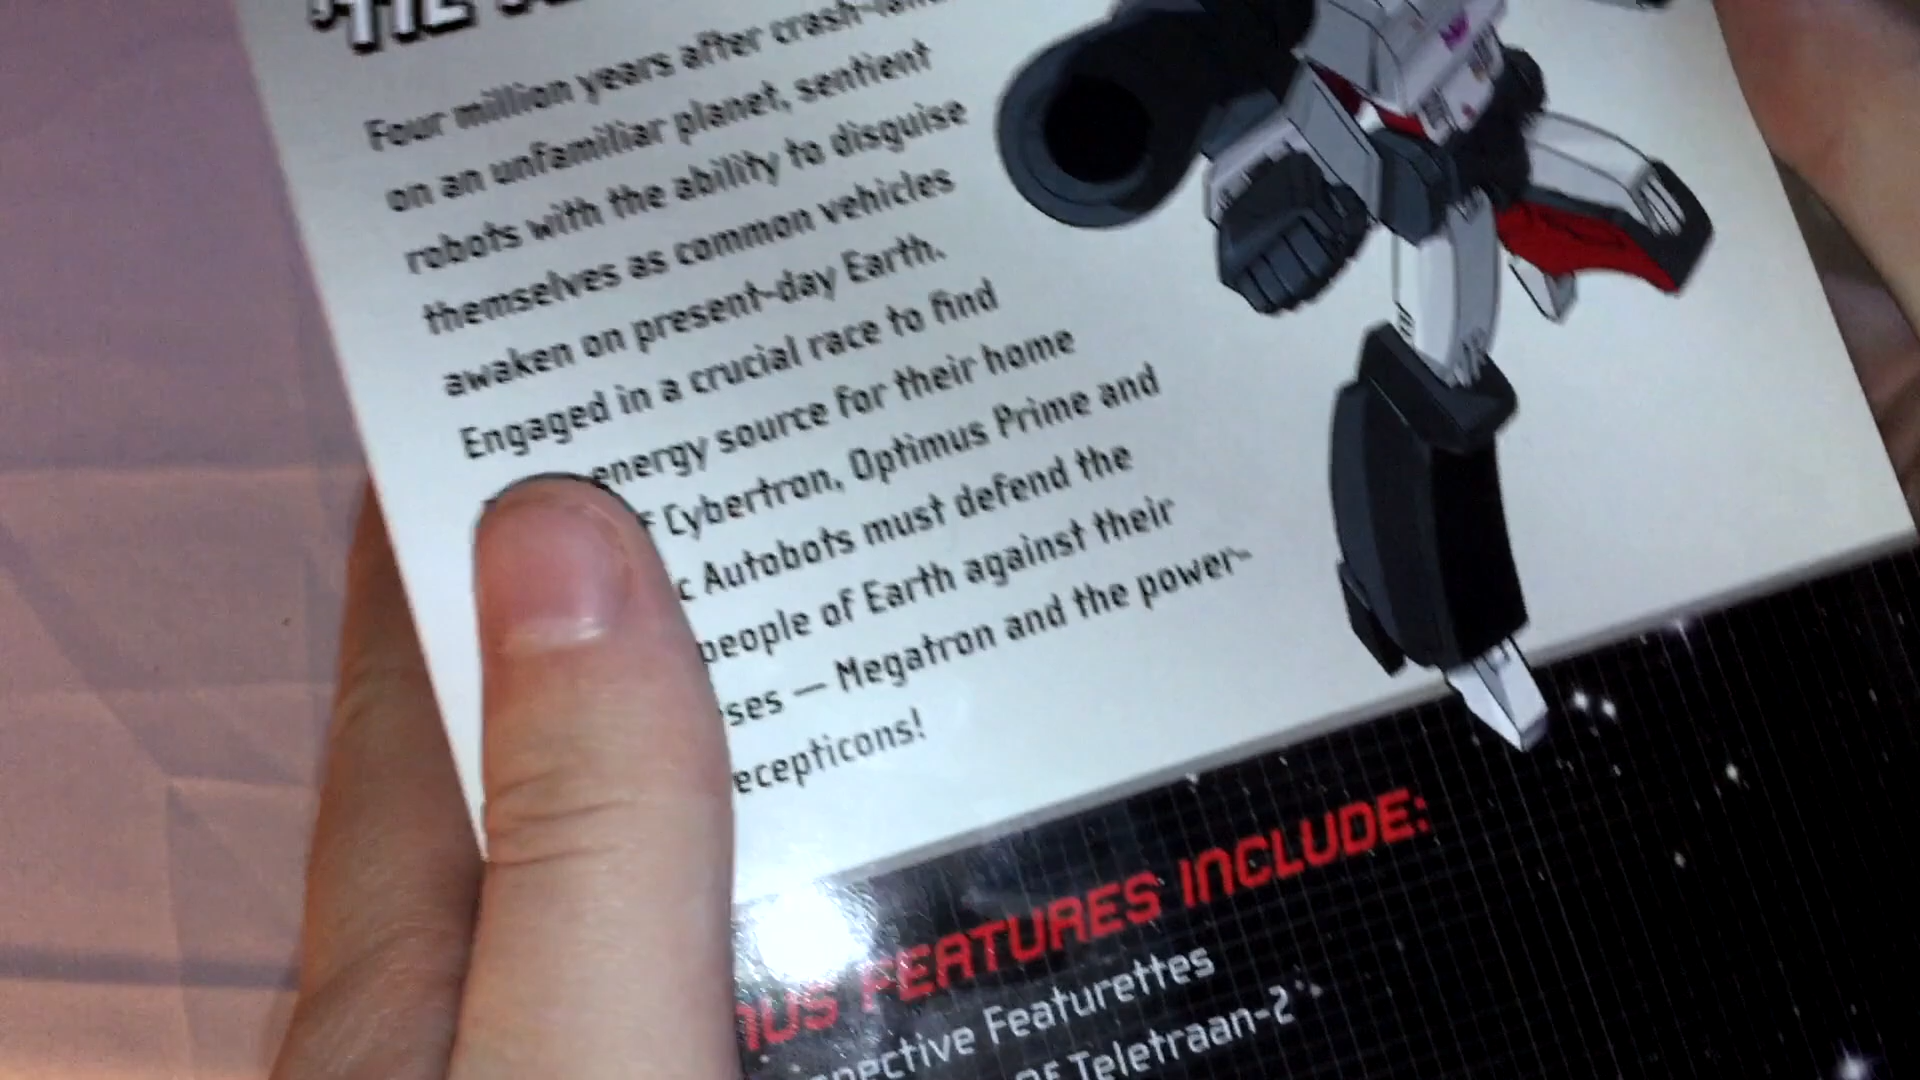 Four million years after crash-land
on an unfamiliar planet, sentient
robots with the ability to disguise
themselves as common vehicles
awaken on present-day Earth.
Engaged in a crucial race to find
energy source for their home
f Cybertron, Optimus Prime and
c Autobots must defend the
people of Earth against their
ses — Megatron and the power-
ecepticons!
NUS FEATURES INCLUDE:
pective Featurettes
Teletraan-2